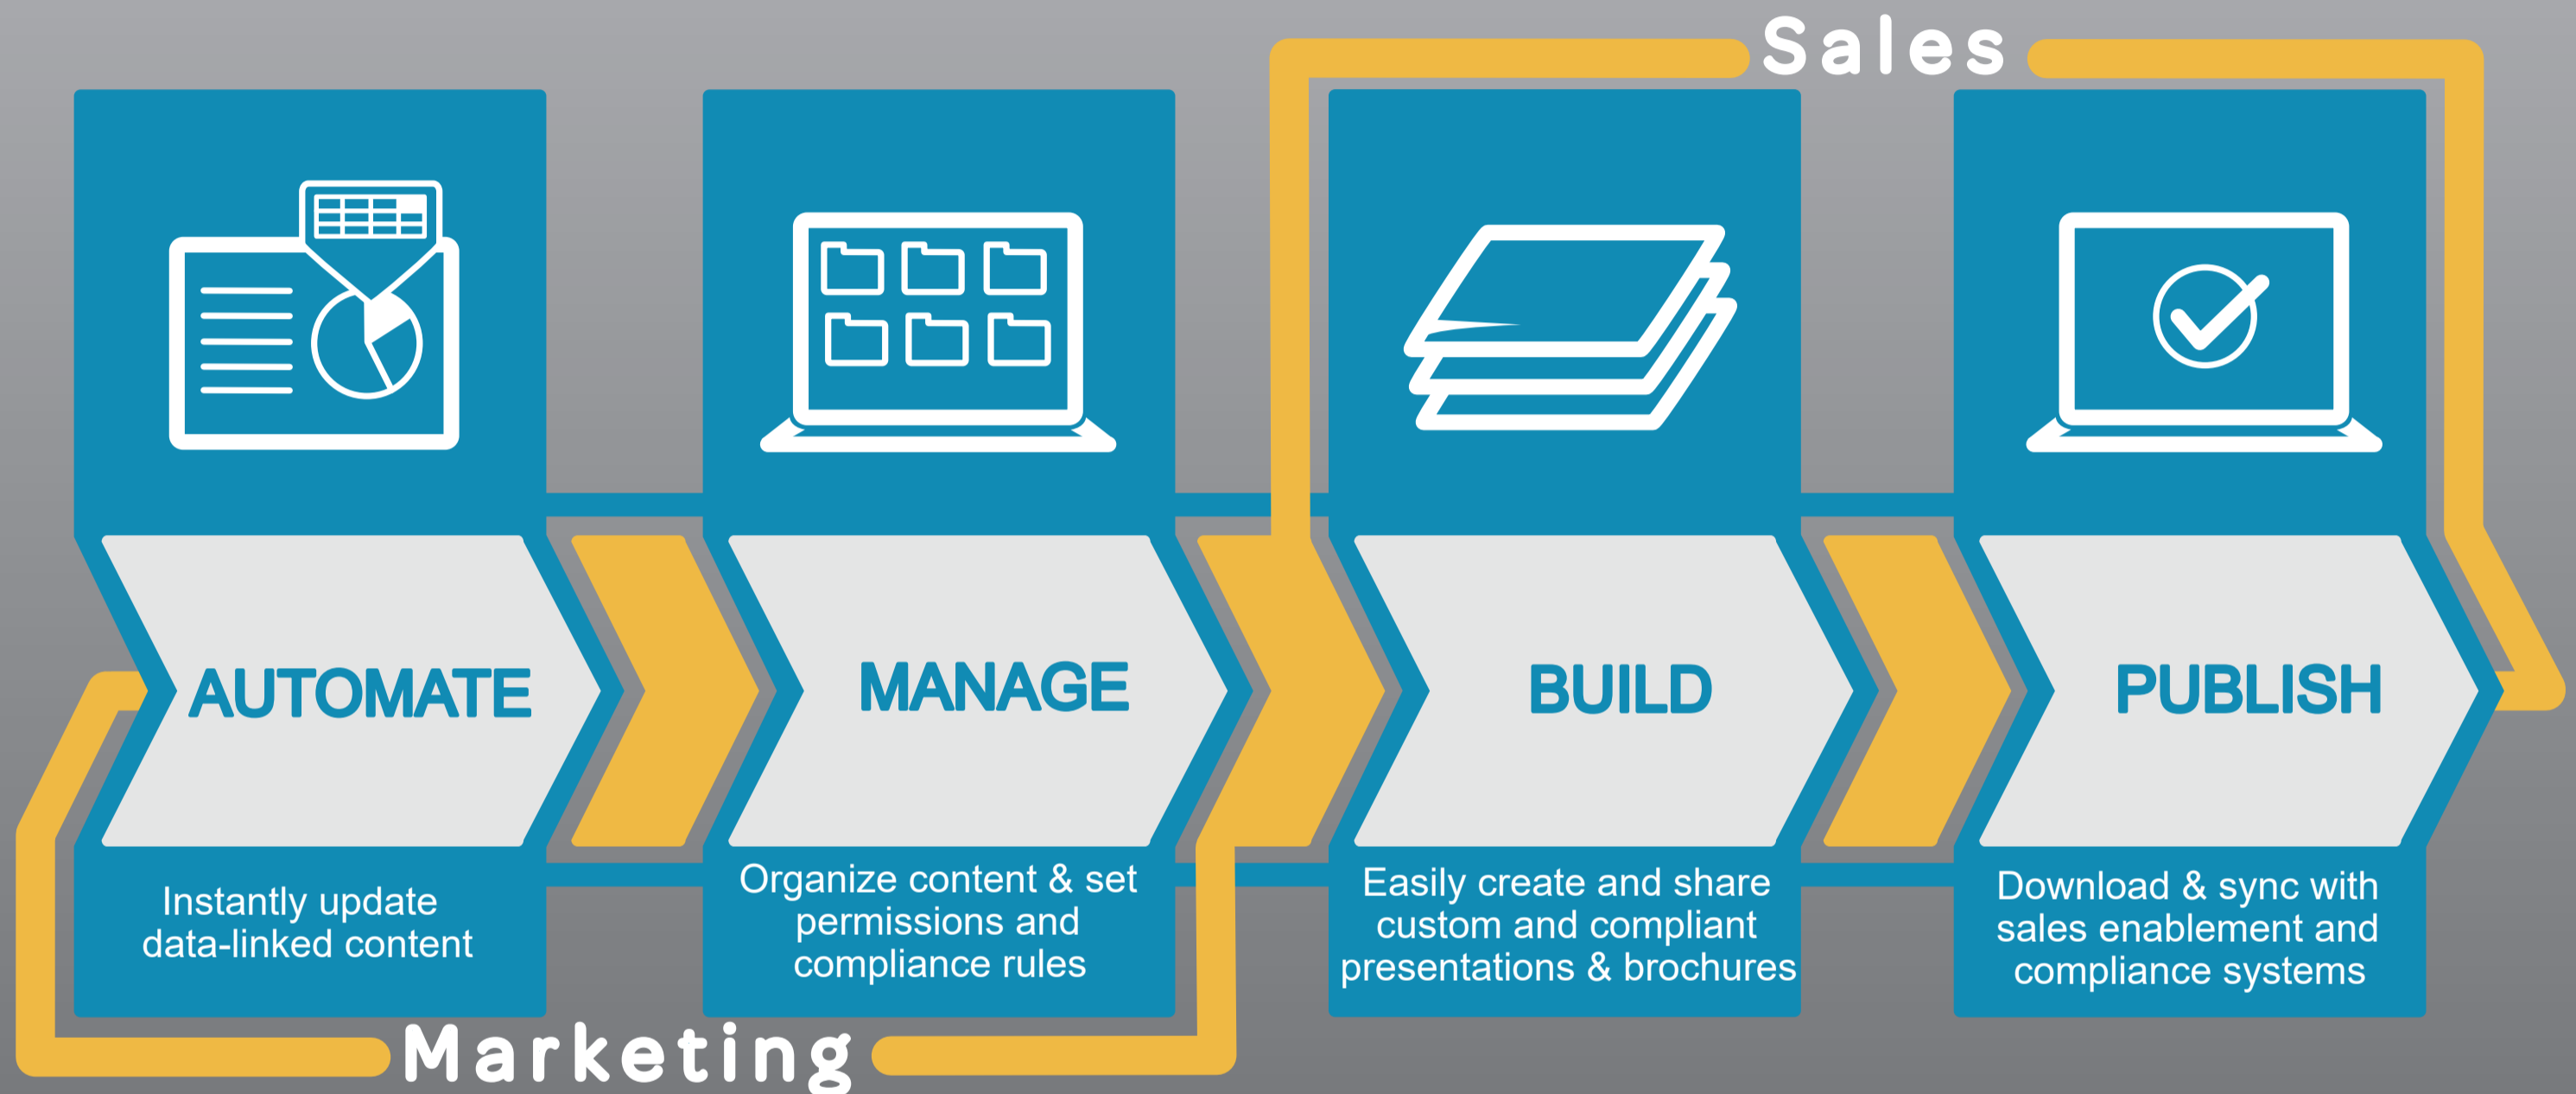 Sales
AUTOMATE
Instantly update
data-linked content
MANAGE
Organize content & set
permissions and
compliance rules
BUILD
Easily create and share
custom and compliant
presentations & brochures
PUBLISH
Download & sync with
sales enablement and
compliance systems
Marketing